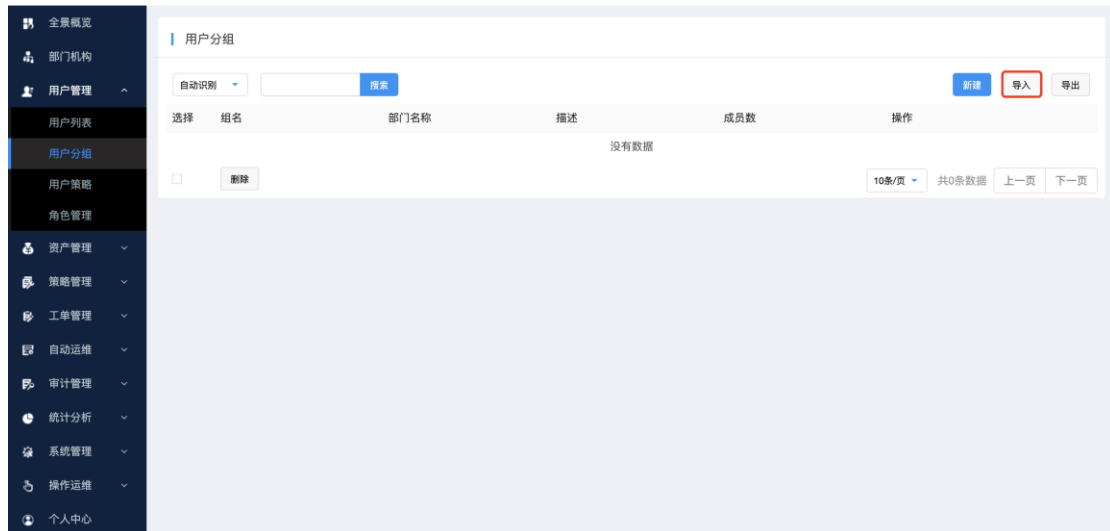 全景概览
部门机构
用户管理
用户列表
用户分组
用户策略
角色管理
资产管理
策略管理
工单管理
自动运维
审计管理
统计分析
系统管理
操作运维
个人中心
用户分组
自动识别 搜索 新建 导入 导出
选择 组名 部门名称 描述 成员数 操作
没有数据
删除 10条/页 共0条数据 上一页 下一页